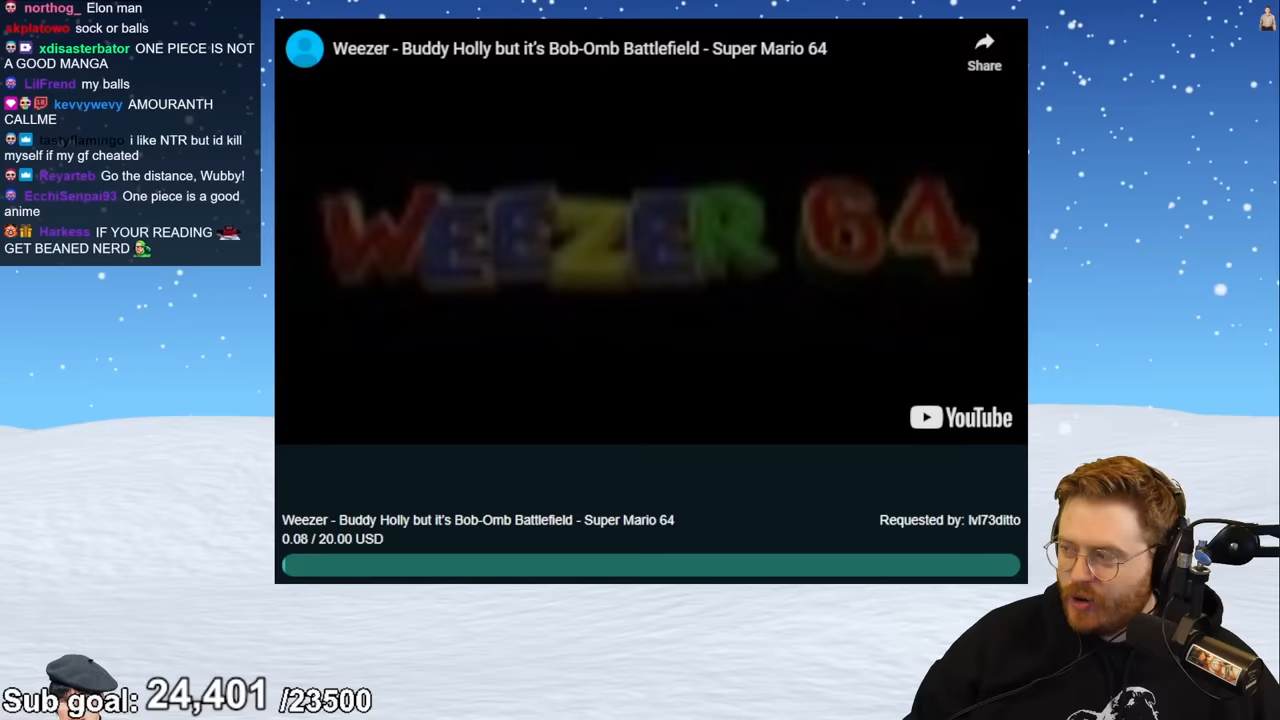 northog_ Elon man
skplatowo sock or balls
xdisasterbator ONE PIECE IS NOT
A GOOD MANGA
LilFrend my balls
kevvywevy AMOURANTH
CALLME
tastyflamingo i like NTR but id kill
myself if my gf cheated
Reyarteb Go the distance, Wubby!
EcchiSenpai93 One piece is a good
anime
Harkess IF YOUR READING
GET BEANED NERD
Weezer - Buddy Holly but it's Bob-Omb Battlefield - Super Mario 64
Share
WEEZER 64
YouTube
Weezer - Buddy Holly but it's Bob-Omb Battlefield - Super Mario 64
Requested by: lvl73ditto
0.08 / 20.00 USD
Sub goal: 24,401 /23500